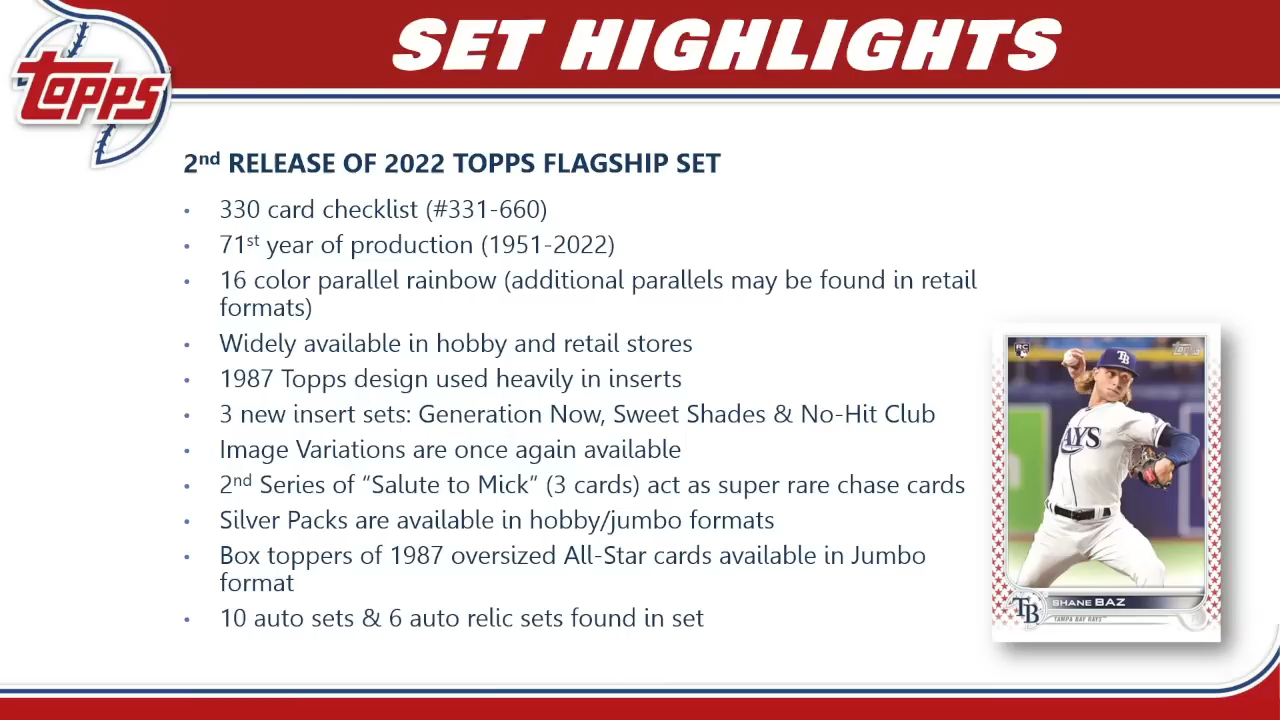 SET HIGHLIGHTS
TOPPS
2nd RELEASE OF 2022 TOPPS FLAGSHIP SET
• 330 card checklist (#331-660)
• 71st year of production (1951-2022)
• 16 color parallel rainbow (additional parallels may be found in retail
formats)
• Widely available in hobby and retail stores
• 1987 Topps design used heavily in inserts
• 3 new insert sets: Generation Now, Sweet Shades & No-Hit Club
• Image Variations are once again available
• 2nd Series of “Salute to Mick” (3 cards) act as super rare chase cards
• Silver Packs are available in hobby/jumbo formats
• Box toppers of 1987 oversized All-Star cards available in Jumbo
format
• 10 auto sets & 6 auto relic sets found in set
RC
Topps
TB
AYS
TB
SHANE BAZ
TAMPA BAY RAYS™